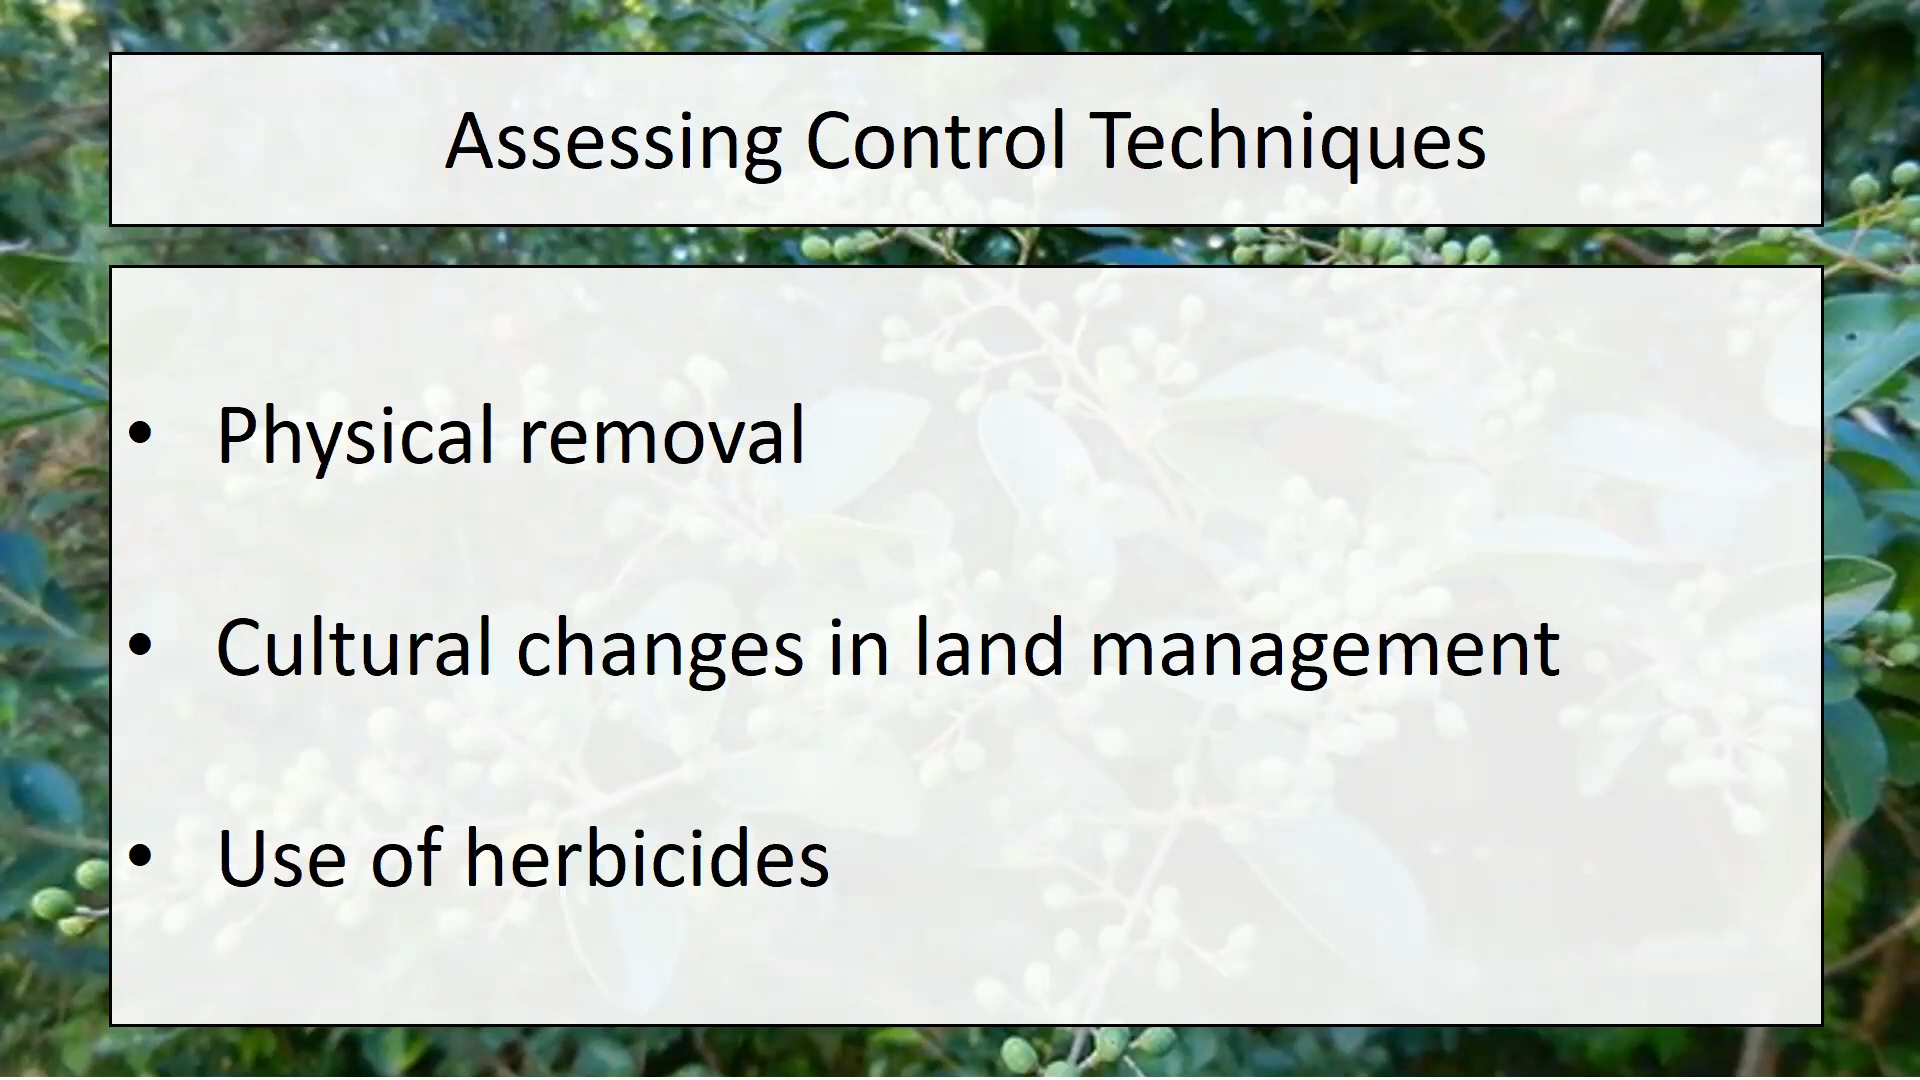 Assessing Control Techniques
• Physical removal
• Cultural changes in land management
• Use of herbicides